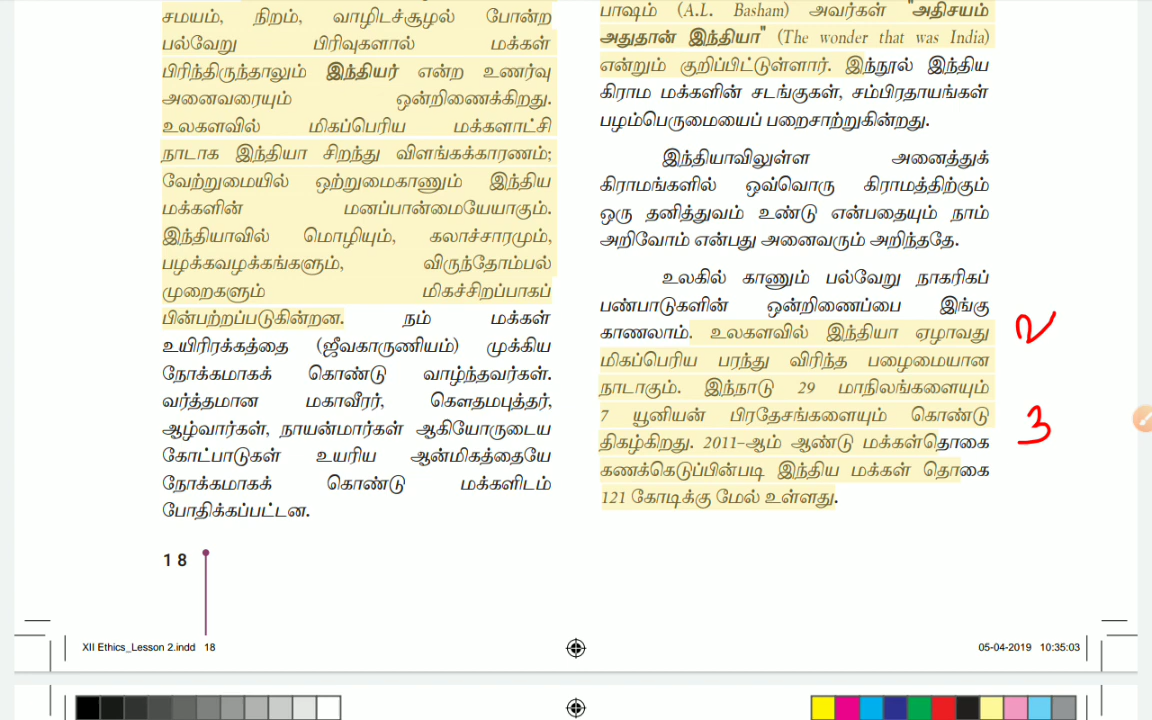 சமயம், நிறம், வாழிடச்சூழல் போன்ற
பல்வேறு பிரிவுகளால் மக்கள்
பிரிந்திருந்தாலும் இந்தியர் என்ற உணர்வு
அனைவரையும் ஒன்றிணைக்கிறது.
உலகளவில் மிகப்பெரிய மக்களாட்சி
நாடாக இந்தியா சிறந்து விளங்கக்காரணம்;
வேற்றுமையில் ஒற்றுமைகாணும் இந்திய
மக்களின் மனப்பான்மையேயாகும்.
இந்தியாவில் மொழியும், கலாச்சாரமும்,
பழக்கவழக்கங்களும், விருந்தோம்பல்
முறைகளும் மிகச்சிறப்பாகப்
பின்பற்றப்படுகின்றன. நம் மக்கள்
உயிரிரக்கத்தை (ஜீவகாருணியம்) முக்கிய
நோக்கமாகக் கொண்டு வாழ்ந்தவர்கள்.
வர்த்தமான மகாவீரர், கௌதமபுத்தர்,
ஆழ்வார்கள், நாயன்மார்கள் ஆகியோருடைய
கோட்பாடுகள் உயரிய ஆன்மிகத்தையே
நோக்கமாகக் கொண்டு மக்களிடம்
போதிக்கப்பட்டன.
பாஷம் (A.L. Basham) அவர்கள் "அதிசயம்
அதுதான் இந்தியா" (The wonder that was India)
என்றும் குறிப்பிட்டுள்ளார். இந்நூல் இந்திய
கிராம மக்களின் சடங்குகள், சம்பிரதாயங்கள்
பழம்பெருமையைப் பறைசாற்றுகின்றது.
இந்தியாவிலுள்ள அனைத்துக்
கிராமங்களில் ஒவ்வொரு கிராமத்திற்கும்
ஒரு தனித்துவம் உண்டு என்பதையும் நாம்
அறிவோம் என்பது அனைவரும் அறிந்ததே.
உலகில் காணும் பல்வேறு நாகரிகப்
பண்பாடுகளின் ஒன்றிணைப்பை இங்கு
காணலாம். உலகளவில் இந்தியா ஏழாவது
மிகப்பெரிய பரந்து விரிந்த பழைமையான
நாடாகும். இந்நாடு 29 மாநிலங்களையும்
7 யூனியன் பிரதேசங்களையும் கொண்டு
திகழ்கிறது. 2011-ஆம் ஆண்டு மக்கள்தொகை
கணக்கெடுப்பின்படி இந்திய மக்கள் தொகை
121 கோடிக்கு மேல் உள்ளது.
3
18
XII Ethics_Lesson 2.indd 18
05-04-2019 10:35:03